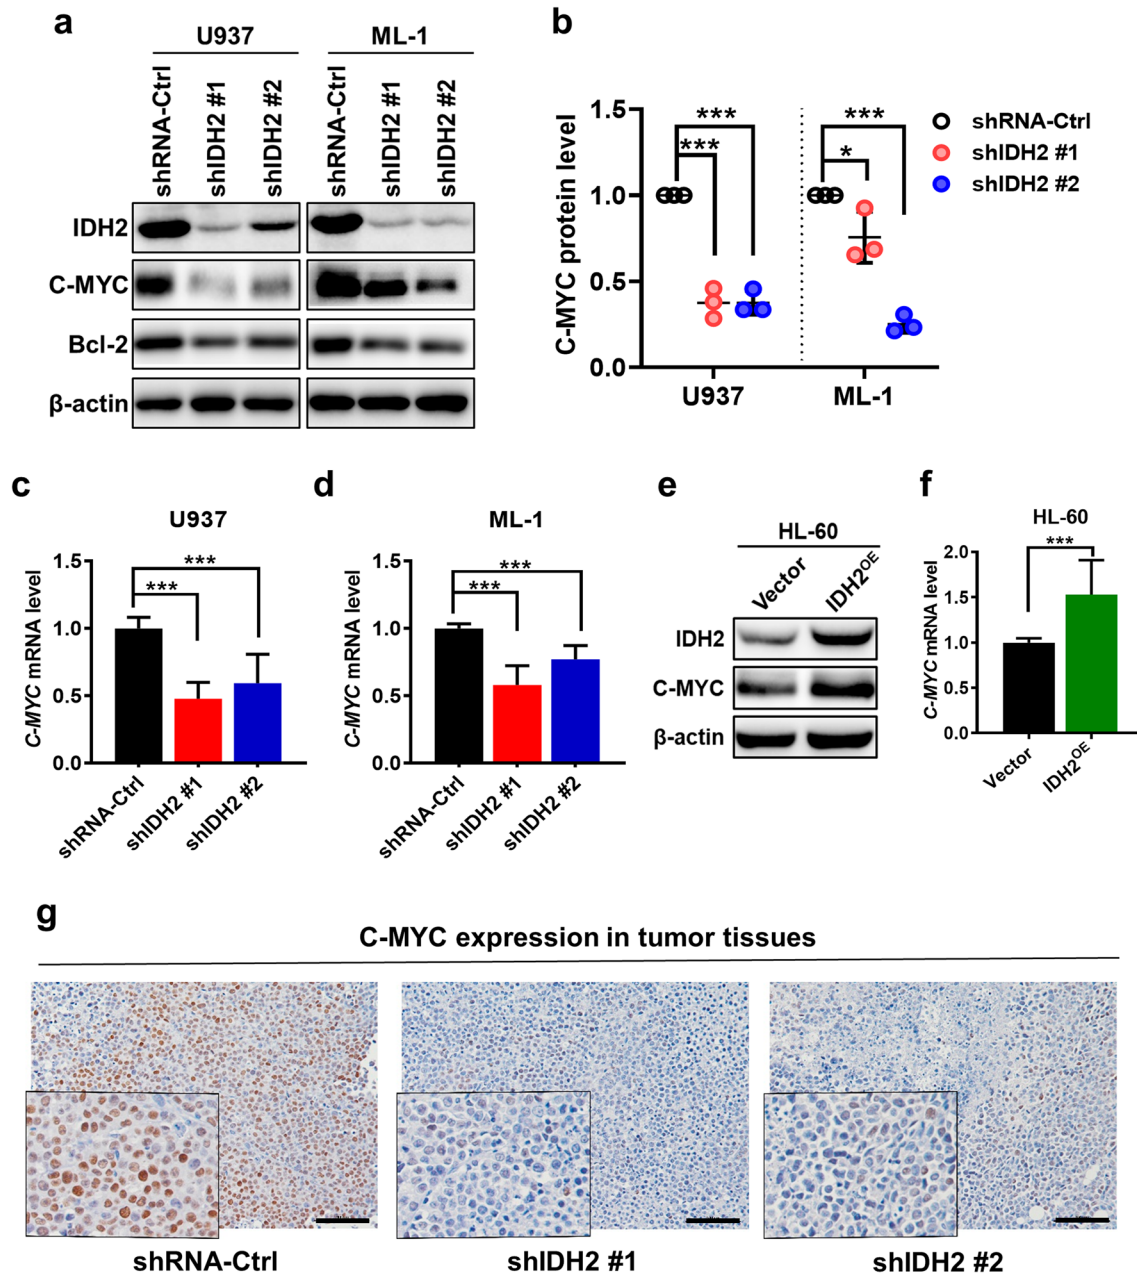 a
U937
ML-1
shRNA-Ctrl
shIDH2 #1
shIDH2 #2
shRNA-Ctrl
shIDH2 #1
shIDH2 #2
IDH2
C-MYC
Bcl-2
β-actin
b
C-MYC protein level
1.5
1.0
0.5
0.0
***
***
***
*
U937
ML-1
shRNA-Ctrl
shIDH2 #1
shIDH2 #2
c
U937
C-MYC mRNA level
1.5
1.0
0.5
0.0
***
***
shRNA-Ctrl
shIDH2 #1
shIDH2 #2
d
ML-1
C-MYC mRNA level
1.5
1.0
0.5
0.0
***
***
shRNA-Ctrl
shIDH2 #1
shIDH2 #2
e
HL-60
Vector
IDH2OE
IDH2
C-MYC
β-actin
f
HL-60
C-MYC mRNA level
2.0
1.5
1.0
0.5
0.0
***
Vector
IDH2OE
g
C-MYC expression in tumor tissues
shRNA-Ctrl
shIDH2 #1
shIDH2 #2